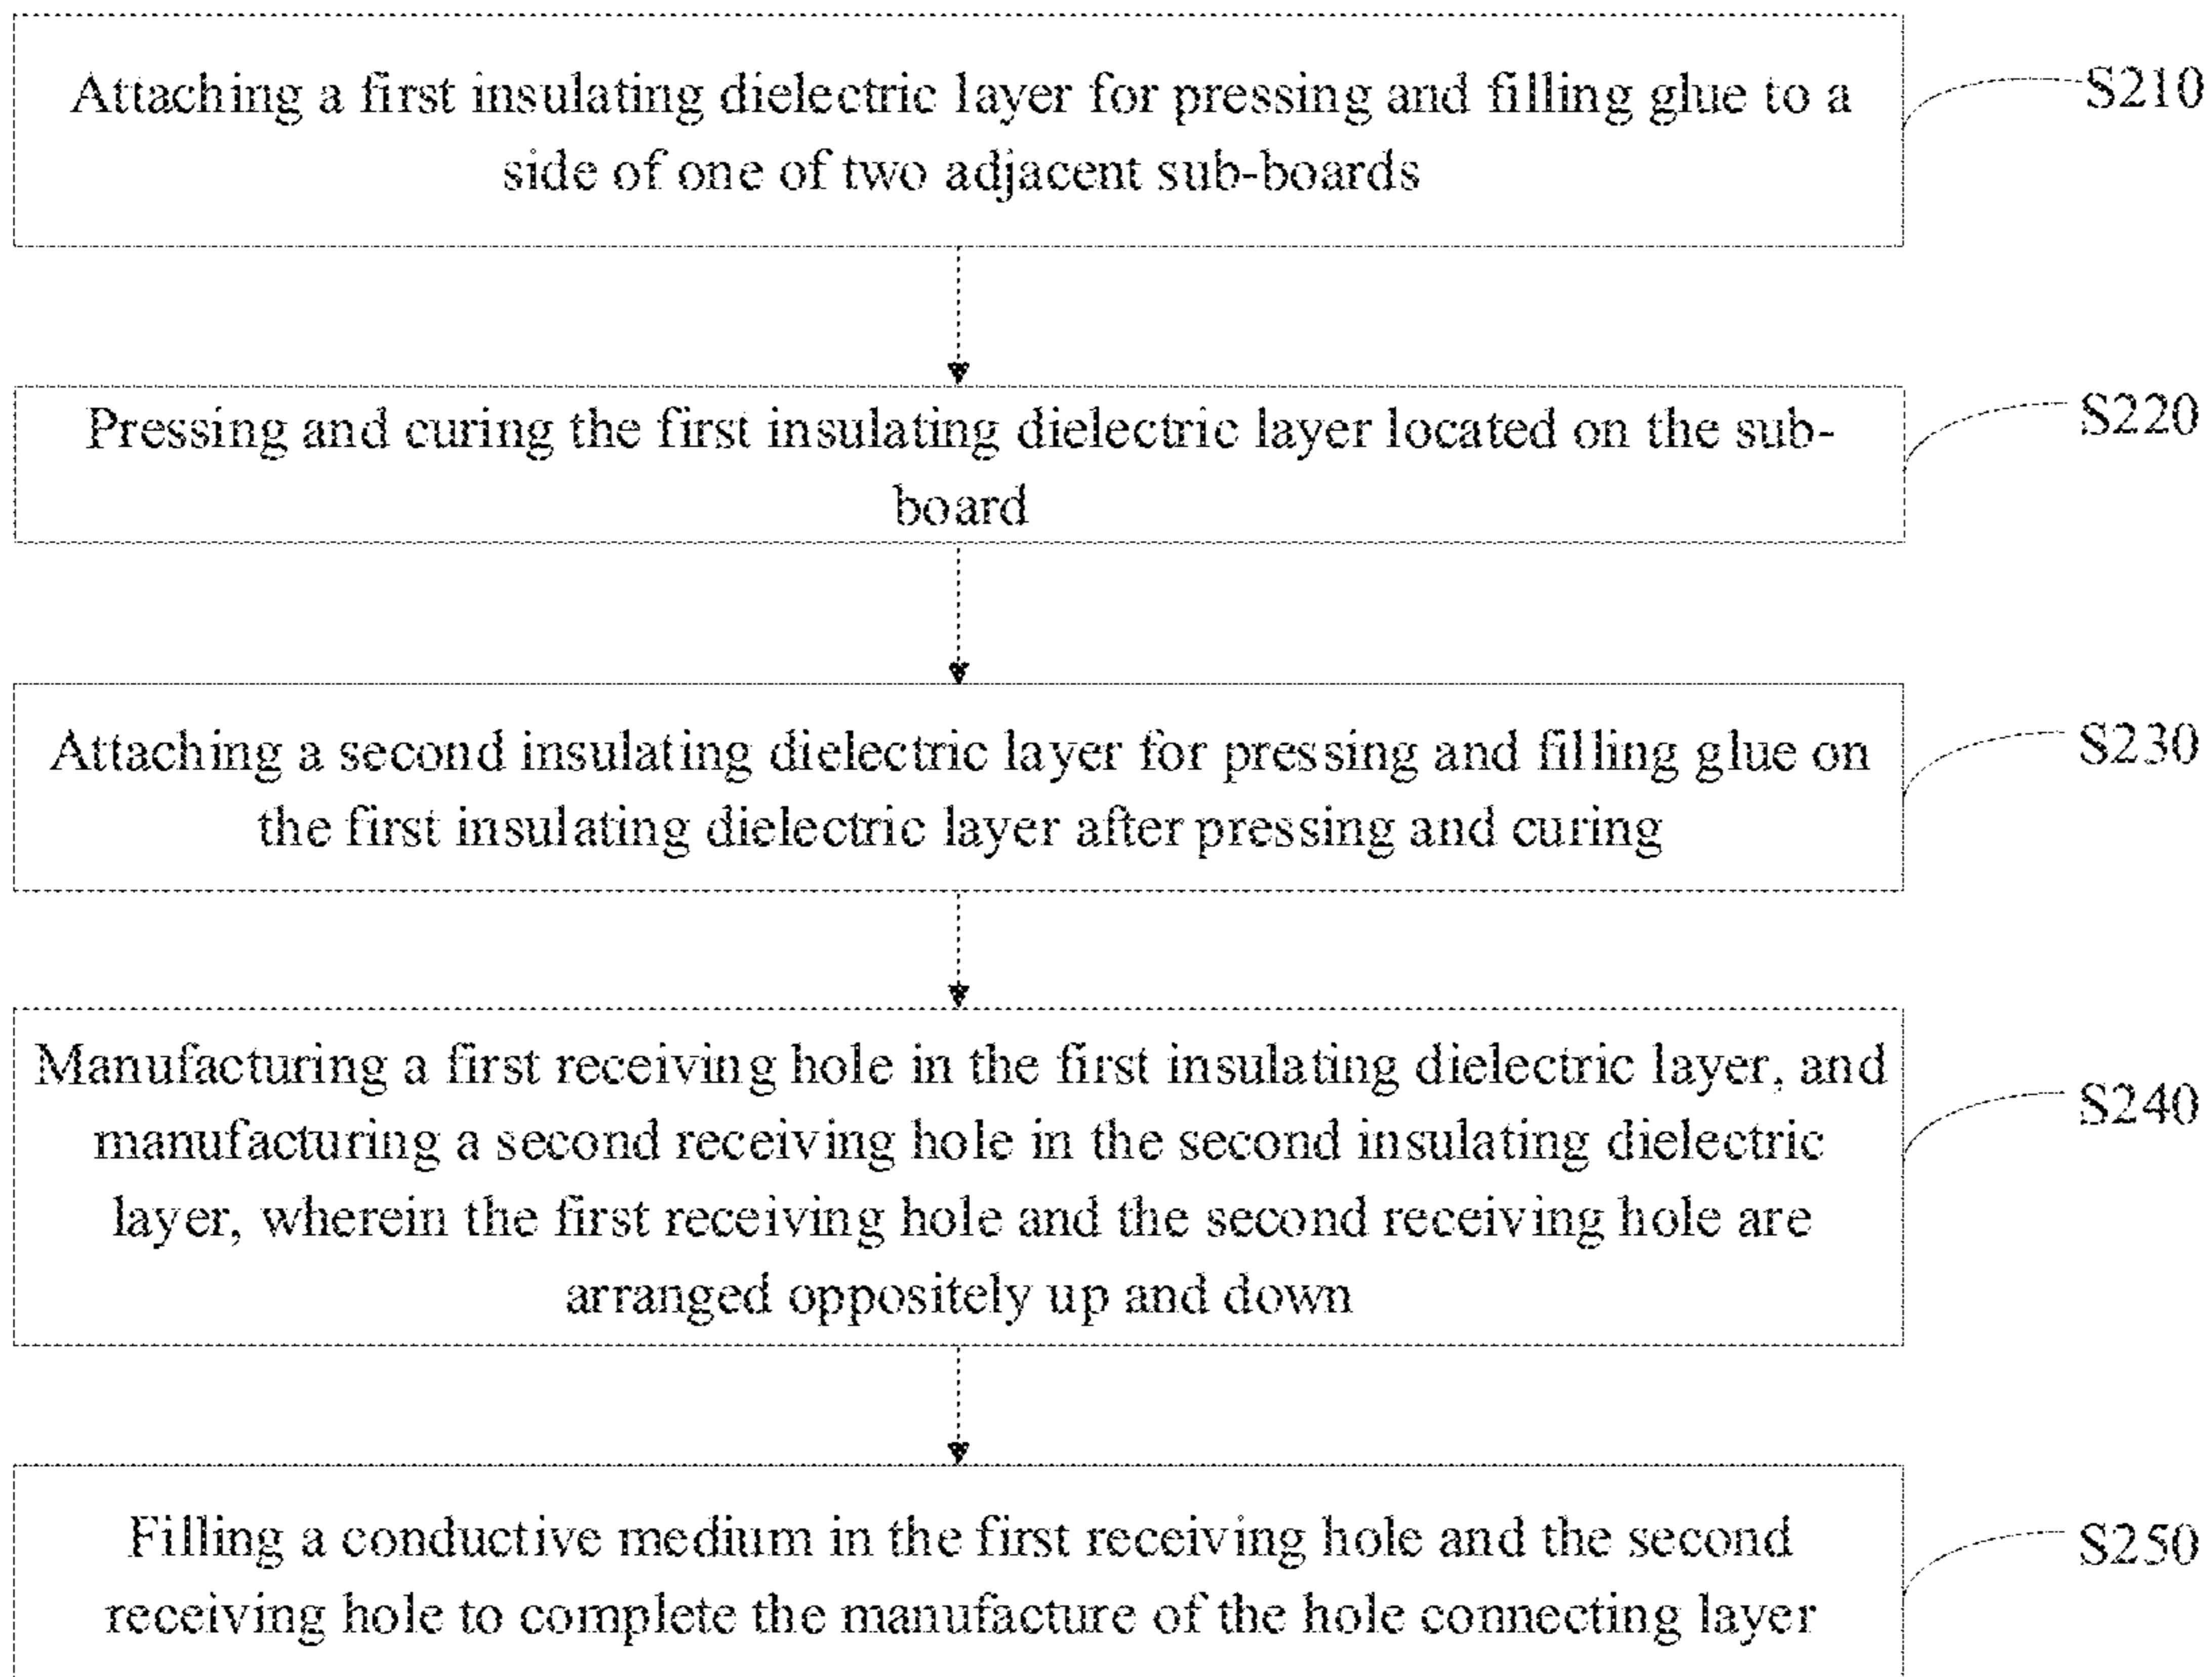 Attaching a first insulating dielectric layer for pressing and filling glue to a
side of one of two adjacent sub-boards
S210
Pressing and curing the first insulating dielectric layer located on the sub-
board
S220
Attaching a second insulating dielectric layer for pressing and filling glue on
the first insulating dielectric layer after pressing and curing
S230
Manufacturing a first receiving hole in the first insulating dielectric layer, and
manufacturing a second receiving hole in the second insulating dielectric
layer, wherein the first receiving hole and the second receiving hole are
arranged oppositely up and down
S240
Filling a conductive medium in the first receiving hole and the second
receiving hole to complete the manufacture of the hole connecting layer
S250